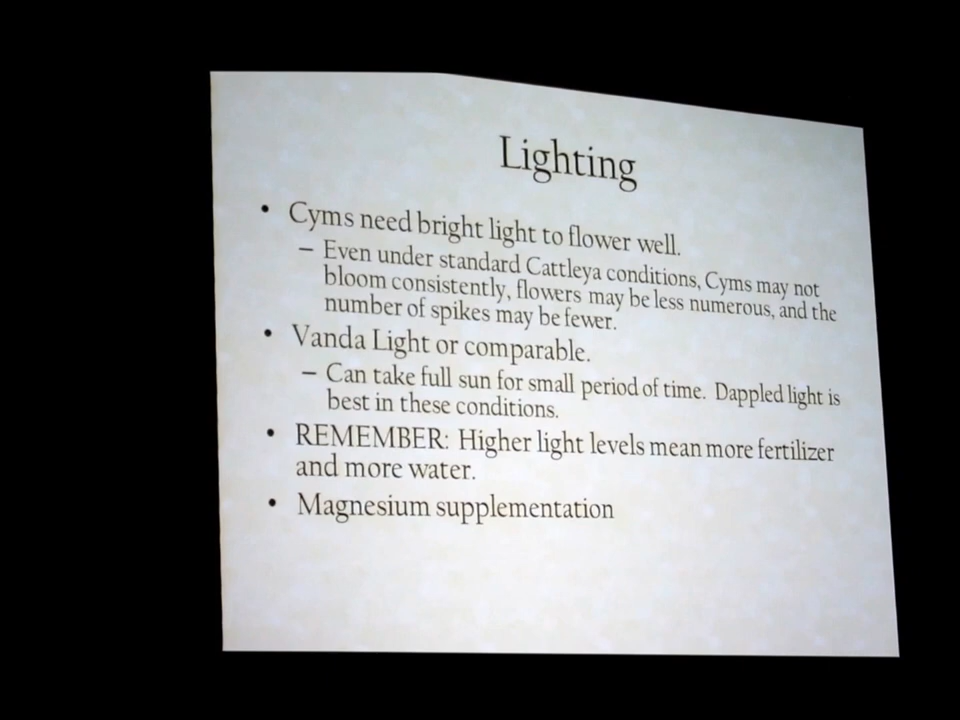 Lighting
• Cyms need bright light to flower well.
– Even under standard Cattleya conditions, Cyms may not
bloom consistently, flowers may be less numerous, and the
number of spikes may be fewer.
• Vanda Light or comparable.
– Can take full sun for small period of time. Dappled light is
best in these conditions.
• REMEMBER: Higher light levels mean more fertilizer
and more water.
• Magnesium supplementation